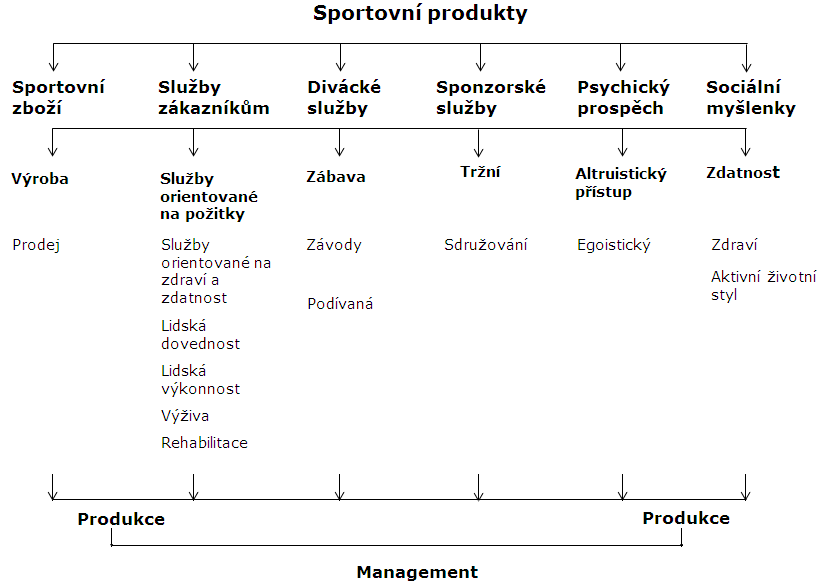 Sportovní produkty
Sportovní
zboží
Služby
zákazníkům
Divácké
služby
Sponzorské
služby
Psychický
prospěch
Sociální
myšlenky
Výroba
Služby
orientované
na požitky
Zábava
Tržní
Altruistický
přístup
Zdatnost
Prodej
Služby
orientované na
zdraví a
zdatnost
Lidská
dovednost
Lidská
výkonnost
Výživa
Rehabilitace
Závody
Podívaná
Sdružování
Egoistický
Zdraví
Aktivní životní
styl
Produkce
Produkce
Management